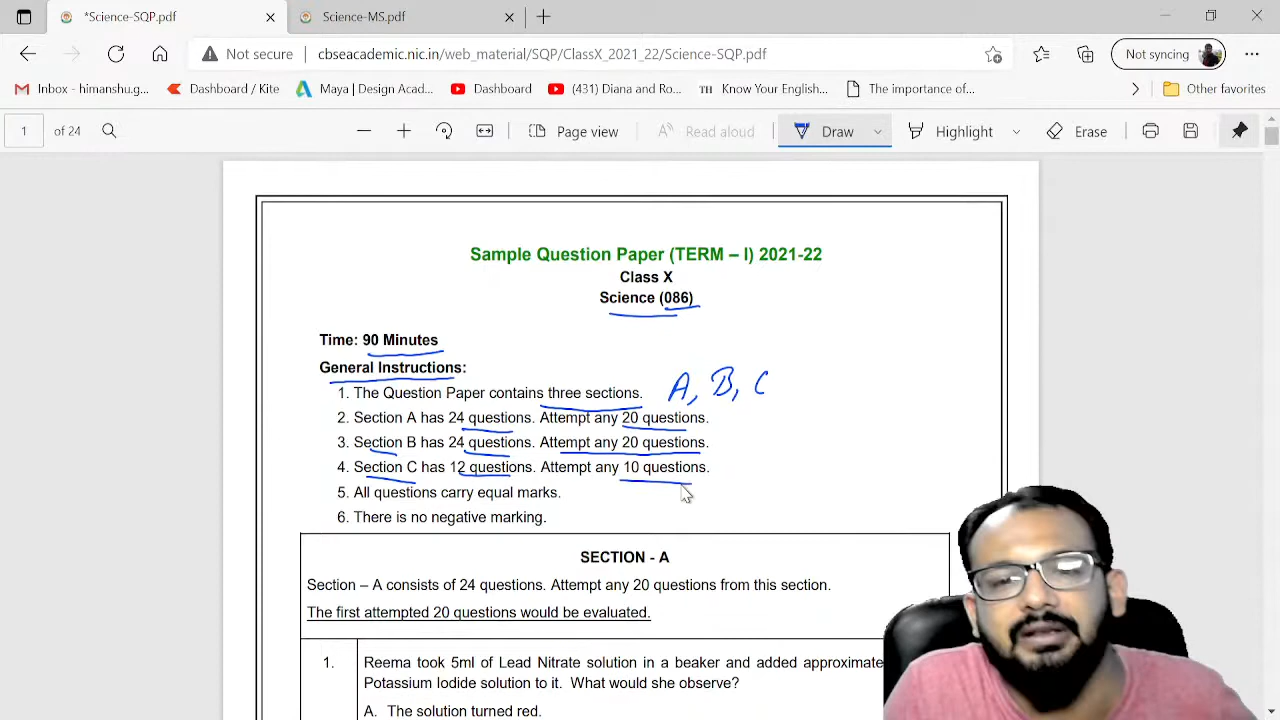 *Science-SQP.pdf
Science-MS.pdf
Not secure
cbseacademic.nic.in/web_material/SQP/ClassX_2021_22/Science-SQP.pdf
Not syncing
Inbox - himanshu.g...
Dashboard / Kite
Maya | Design Acad...
Dashboard
(431) Diana and Ro...
TH Know Your English...
The importance of...
Other favorites
1 of 24
Page view
Read aloud
Draw
Highlight
Erase
Sample Question Paper (TERM – I) 2021-22
Class X
Science (086)
Time: 90 Minutes
General Instructions:
1. The Question Paper contains three sections. A, B, C
2. Section A has 24 questions. Attempt any 20 questions.
3. Section B has 24 questions. Attempt any 20 questions.
4. Section C has 12 questions. Attempt any 10 questions.
5. All questions carry equal marks.
6. There is no negative marking.
SECTION - A
Section – A consists of 24 questions. Attempt any 20 questions from this section.
The first attempted 20 questions would be evaluated.
1. Reema took 5ml of Lead Nitrate solution in a beaker and added approximate
Potassium Iodide solution to it. What would she observe?
A. The solution turned red.